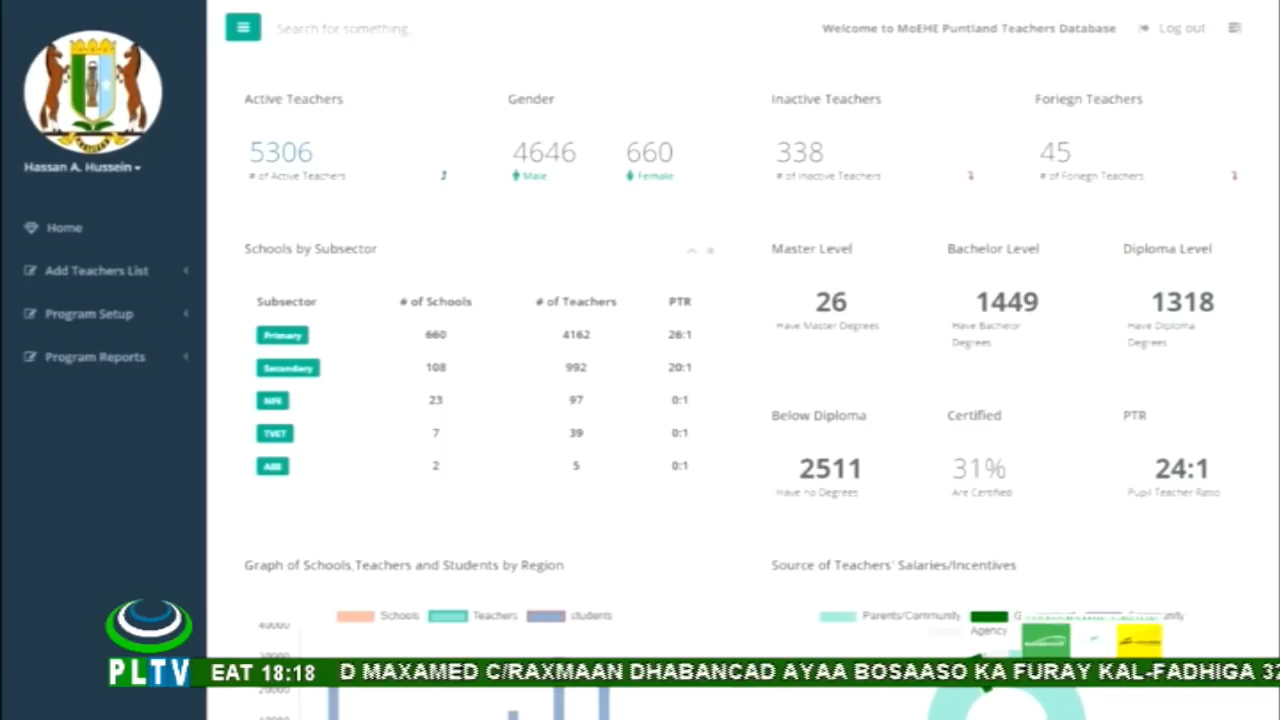 Search for something.
Welcome to MoEHE Puntland Teachers Database
Log out
PUNTLAND
Hassan A. Hussein
Home
Add Teachers List
Program Setup
Program Reports
Active Teachers
5306
# of Active Teachers
Gender
4646
Male
660
Female
Inactive Teachers
338
# of Inactive Teachers
Foriegn Teachers
45
# of Foriegn Teachers
Schools by Subsector
Subsector # of Schools # of Teachers PTR
Primary 660 4162 26:1
Secondary 108 992 20:1
NFE 23 97 0:1
TVET 7 39 0:1
ABE 2 5 0:1
Master Level
26
Have Master Degrees
Bachelor Level
1449
Have Bachelor
Degrees
Diploma Level
1318
Have Diploma
Degrees
Below Diploma
2511
Have no Degrees
Certified
31%
Are Certified
PTR
24:1
Pupil Teacher Ratio
Graph of Schools,Teachers and Students by Region
Schools Teachers students
40000
20000
Source of Teachers' Salaries/Incentives
Parents/Community
Agency
PLTV
EAT 18:18
D MAXAMED C/RAXMAAN DHABANCAD AYAA BOSAASO KA FURAY KAL-FADHIGA 32